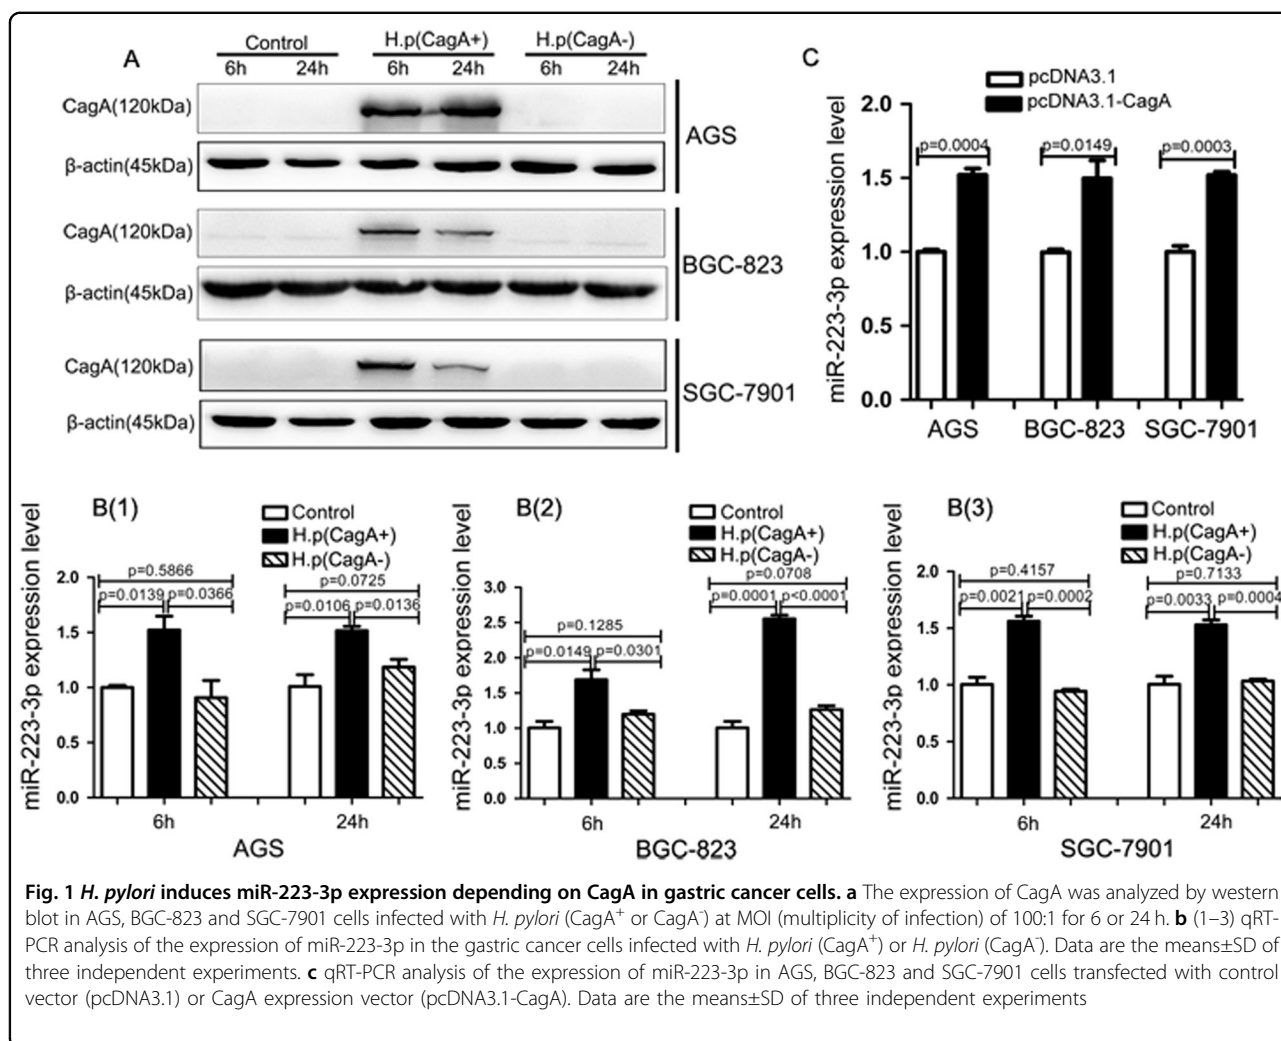 A
Control H.p(CagA+) H.p(CagA-)
6h 24h 6h 24h 6h 24h
CagA(120kDa)
β-actin(45kDa)
AGS
CagA(120kDa)
β-actin(45kDa)
BGC-823
CagA(120kDa)
β-actin(45kDa)
SGC-7901
C
pcDNA3.1
pcDNA3.1-CagA
miR-223-3p expression level
2.0
1.5
1.0
0.5
0.0
p=0.0004 p=0.0149 p=0.0003
AGS BGC-823 SGC-7901
B(1)
Control
H.p(CagA+)
H.p(CagA-)
miR-223-3p expression level
2.0
1.5
1.0
0.5
0.0
p=0.5866
p=0.0139 p=0.0366
p=0.0725
p=0.0106 p=0.0136
6h 24h
AGS
B(2)
Control
H.p(CagA+)
H.p(CagA-)
miR-223-3p expression level
3.0
2.5
2.0
1.5
1.0
0.5
0.0
p=0.1285
p=0.0149 p=0.0301
p=0.0708
p=0.0001 p<0.0001
6h 24h
BGC-823
B(3)
Control
H.p(CagA+)
H.p(CagA-)
miR-223-3p expression level
2.0
1.5
1.0
0.5
0.0
p=0.4157
p=0.0021 p=0.0002
p=0.7133
p=0.0033 p=0.0004
6h 24h
SGC-7901
Fig. 1 H. pylori induces miR-223-3p expression depending on CagA in gastric cancer cells. a The expression of CagA was analyzed by western
blot in AGS, BGC-823 and SGC-7901 cells infected with H. pylori (CagA⁺ or CagA⁻) at MOI (multiplicity of infection) of 100:1 for 6 or 24 h. b (1–3) qRT-
PCR analysis of the expression of miR-223-3p in the gastric cancer cells infected with H. pylori (CagA⁺) or H. pylori (CagA⁻). Data are the means±SD of
three independent experiments. c qRT-PCR analysis of the expression of miR-223-3p in AGS, BGC-823 and SGC-7901 cells transfected with control
vector (pcDNA3.1) or CagA expression vector (pcDNA3.1-CagA). Data are the means±SD of three independent experiments